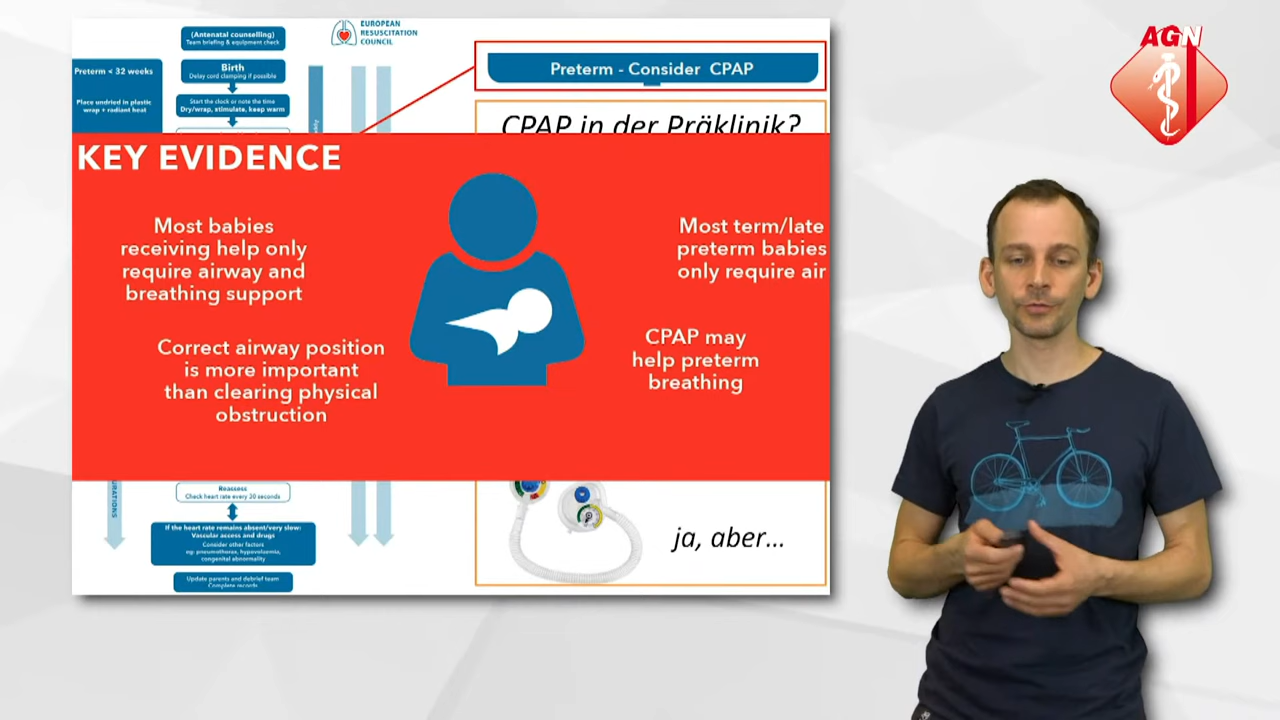 (Antenatal counselling)
Team briefing & equipment check
EUROPEAN
RESUSCITATION
COUNCIL
Preterm < 32 weeks
Place undried in plastic
wrap + radiant heat
Birth
Delay cord clamping if possible
Start the clock or note the time
Dry/wrap, stimulate, keep warm
Preterm - Consider CPAP
CPAP in der Präklinik?
KEY EVIDENCE
Most babies
receiving help only
require airway and
breathing support
Correct airway position
is more important
than clearing physical
obstruction
Most term/late
preterm babies
only require air
CPAP may
help preterm
breathing
Reassess
Check heart rate every 30 seconds
If the heart rate remains absent/very slow:
Vascular access and drugs
Consider other factors
eg: pneumothorax, hypovolaemia,
congenital abnormality
Update parents and debrief team
Complete records
ja, aber...
AGN